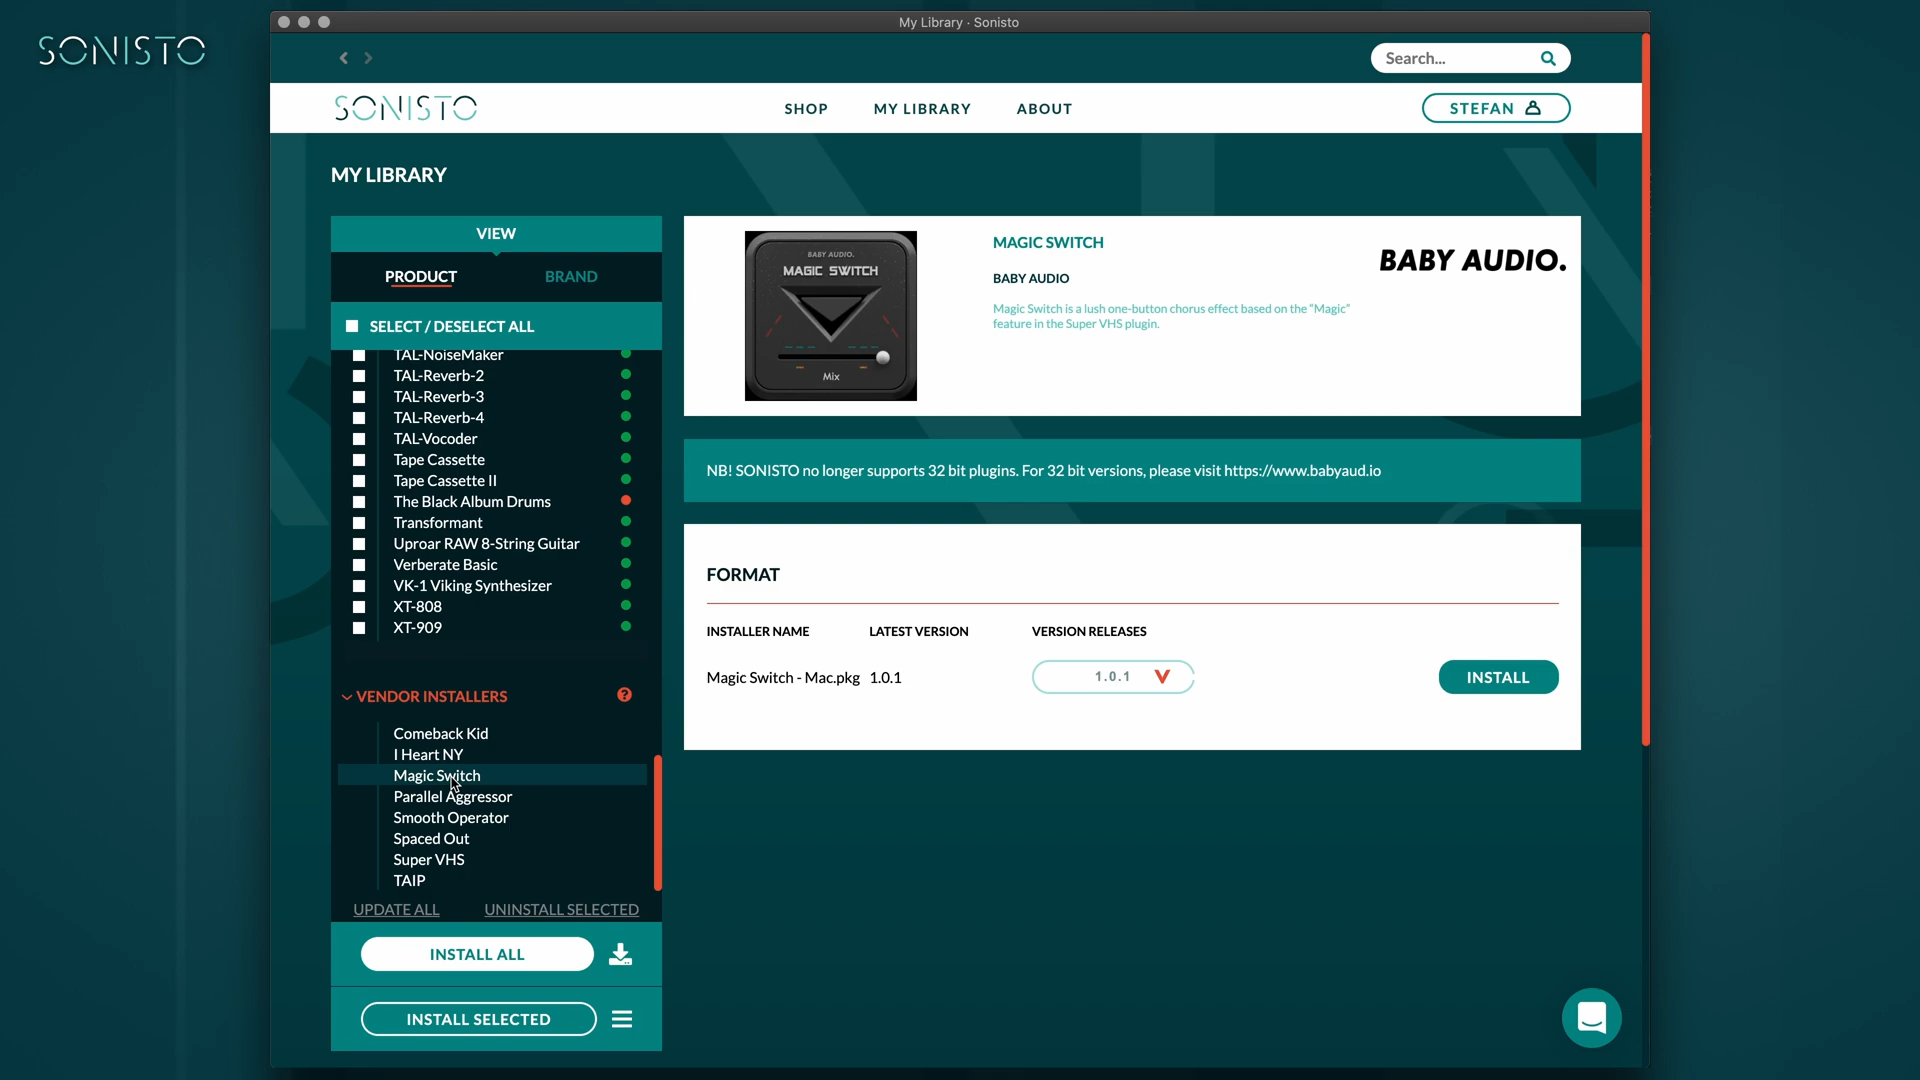 My Library · Sonisto
SONISTO
Search...
SONISTO
SHOP
MY LIBRARY
ABOUT
STEFAN
MY LIBRARY
VIEW
PRODUCT
BRAND
SELECT / DESELECT ALL
TAL-NoiseMaker
TAL-Reverb-2
TAL-Reverb-3
TAL-Reverb-4
TAL-Vocoder
Tape Cassette
Tape Cassette II
The Black Album Drums
Transformant
Uproar RAW 8-String Guitar
Verberate Basic
VK-1 Viking Synthesizer
XT-808
XT-909
VENDOR INSTALLERS
?
Comeback Kid
I Heart NY
Magic Switch
Parallel Aggressor
Smooth Operator
Spaced Out
Super VHS
TAIP
UPDATE ALL
UNINSTALL SELECTED
INSTALL ALL
INSTALL SELECTED
BABY AUDIO.
MAGIC SWITCH
Mix
MAGIC SWITCH
BABY AUDIO
Magic Switch is a lush one-button chorus effect based on the “Magic”
feature in the Super VHS plugin.
BABY AUDIO.
NB! SONISTO no longer supports 32 bit plugins. For 32 bit versions, please visit https://www.babyaud.io
FORMAT
INSTALLER NAME
LATEST VERSION
VERSION RELEASES
Magic Switch - Mac.pkg
1.0.1
1.0.1
INSTALL